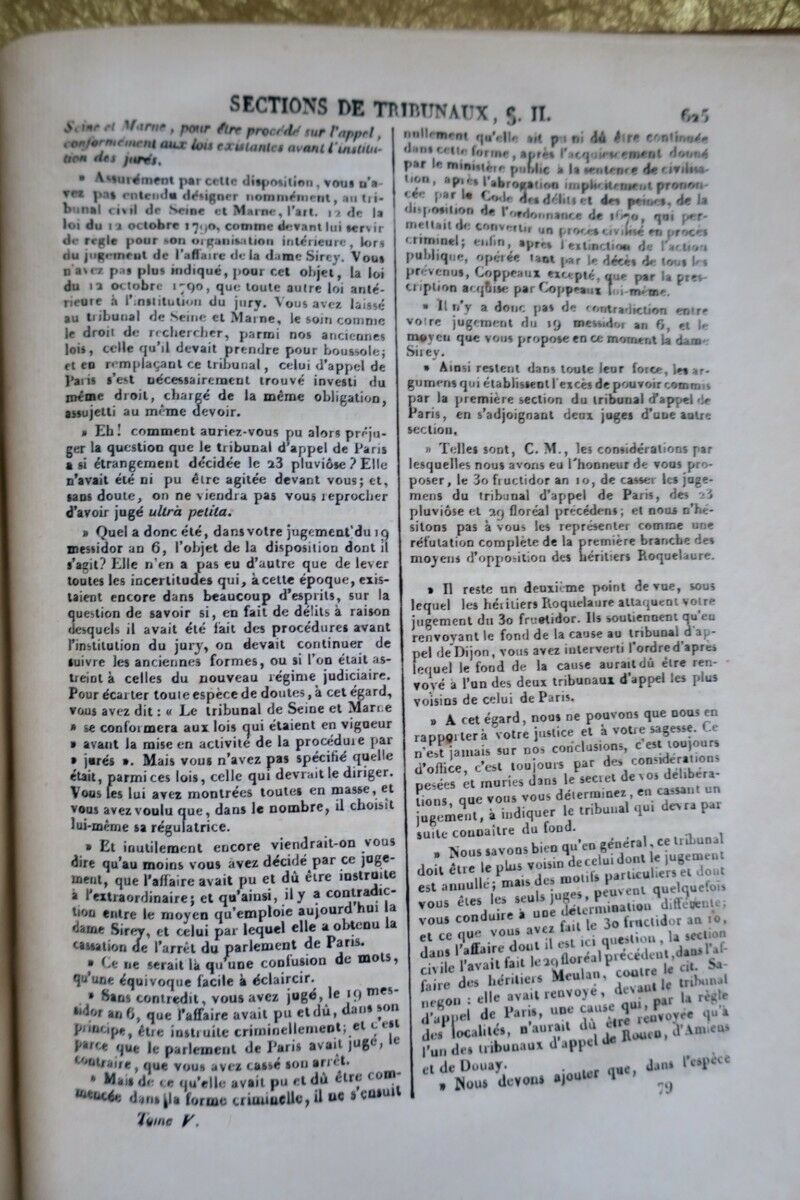 SECTIONS DE TRIBUNAUX, §. II. 625
Seine et Marne, pour être procédé sur l'appel,
conformément aux lois existantes avant l'institu-
tion des jurés.
» Assurément par cette disposition, vous n'a-
vez pas entendu désigner nommément, au tri-
bunal civil de Seine et Marne, l'art. 12 de la
loi du 12 octobre 1790, comme devant lui servir
de regle pour son organisation intérieure, lors
du jugement de l'affaire de la dame Sirey. Vous
n'avez pas plus indiqué, pour cet objet, la loi
du 12 octobre 1790, que toute autre loi anté-
rieure à l'institution du jury. Vous avez laissé
au tribunal de Seine et Marne, le soin comme
le droit de rechercher, parmi nos anciennes
lois, celle qu'il devait prendre pour boussole;
et en remplaçant ce tribunal, celui d'appel de
Paris s'est nécessairement trouvé investi du
même droit, chargé de la même obligation,
assujetti au même devoir.
» Eh! comment auriez-vous pu alors préju-
ger la question que le tribunal d'appel de Paris
a si étrangement décidée le 23 pluviôse? Elle
n'avait été ni pu être agitée devant vous; et,
sans doute, on ne viendra pas vous reprocher
d'avoir jugé ultrà petita.
» Quel a donc été, dans votre jugement du 19
messidor an 6, l'objet de la disposition dont il
s'agit? Elle n'en a pas eu d'autre que de lever
toutes les incertitudes qui, à cette époque, exis-
taient encore dans beaucoup d'esprits, sur la
question de savoir si, en fait de délits à raison
desquels il avait été fait des procédures avant
l'institution du jury, on devait continuer de
suivre les anciennes formes, ou si l'on était as-
treint à celles du nouveau régime judiciaire.
Pour écarter toute espèce de doutes, à cet égard,
vous avez dit : « Le tribunal de Seine et Marne
» se conformera aux lois qui étaient en vigueur
» avant la mise en activité de la procédure par
» jurés ». Mais vous n'avez pas spécifié quelle
était, parmi ces lois, celle qui devrait le diriger.
Vous les lui avez montrées toutes en masse, et
vous avez voulu que, dans le nombre, il choisît
lui-même sa régulatrice.
» Et inutilement encore viendrait-on vous
dire qu'au moins vous avez décidé par ce juge-
ment, que l'affaire avait pu et dû être instruite
à l'extraordinaire; et qu'ainsi, il y a contradic-
tion entre le moyen qu'emploie aujourd'hui la
dame Sirey, et celui par lequel elle a obtenu la
cassation de l'arrêt du parlement de Paris.
» Ce ne serait là qu'une confusion de mots,
qu'une équivoque facile à éclaircir.
» Sans contredit, vous avez jugé, le 19 mes-
sidor an 6, que l'affaire avait pu et dû, dans son
principe, être instruite criminellement; et c'est
parce que le parlement de Paris avait jugé, le
contraire, que vous avez cassé son arrêt.
» Mais de ce qu'elle avait pu et dû être com-
mencée dans la forme criminelle, il ne s'ensuit
Tome V.
nullement qu'elle ait pu ni dû être continuée
dans cette forme, après l'acquiescement donné
par le ministère public à la sentence de civilisa-
tion, après l'abrogation implicitement pronon-
cée par le Code des délits et des peines, de la
disposition de l'ordonnance de 1670, qui per-
mettait de convertir un procès civilisé en procès
criminel; enfin, après l'extinction de l'action
publique, opérée tant par le décès de tous les
prévenus, Coppeaux excepté, que par la pres-
cription acquise par Coppeaux lui-même.
» Il n'y a donc pas de contradiction entre
votre jugement du 19 messidor an 6, et le
moyen que vous propose en ce moment la dame
Sirey.
» Ainsi restent dans toute leur force, les ar-
gumens qui établissent l'excès de pouvoir commis
par la première section du tribunal d'appel de
Paris, en s'adjoignant deux juges d'une autre
section.
» Telles sont, C. M., les considérations par
lesquelles nous avons eu l'honneur de vous pro-
poser, le 30 fructidor an 10, de casser les juge-
mens du tribunal d'appel de Paris, des 23
pluviôse et 29 floréal précédens; et nous n'hé-
sitons pas à vous les représenter comme une
réfutation complète de la première branche des
moyens d'opposition des héritiers Roquelaure.
» Il reste un deuxième point de vue, sous
lequel les héritiers Roquelaure attaquent votre
jugement du 30 fructidor. Ils soutiennent qu'en
renvoyant le fond de la cause au tribunal d'ap-
pel de Dijon, vous avez interverti l'ordre d'après
lequel le fond de la cause aurait dû être ren-
voyé à l'un des deux tribunaux d'appel les plus
voisins de celui de Paris.
» A cet égard, nous ne pouvons que nous en
rapporter à votre justice et à votre sagesse. Ce
n'est jamais sur nos conclusions, c'est toujours
d'office, c'est toujours par des considérations
pesées et muries dans le secret de vos délibéra-
tions, que vous vous déterminez, en cassant un
jugement, à indiquer le tribunal qui devra par
suite connaître du fond.
» Nous savons bien qu'en général, ce tribunal
doit être le plus voisin de celui dont le jugement
est annullé; mais des motifs particuliers et dont
vous êtes les seuls juges, peuvent quelquefois
vous conduire à une détermination différente;
et ce que vous avez fait le 30 fructidor an 10,
dans l'affaire dont il est ici question, la section
civile l'avait fait le 29 floréal précédent, dans l'af-
faire des héritiers Meulan, contre le cit. Sa-
negon : elle avait renvoyé, devant le tribunal
d'appel de Paris, une cause qui, par la règle
des localités, n'aurait dû être renvoyée qu'à
l'un des tribunaux d'appel de Rouen, d'Amiens
et de Douay.
» Nous devons ajouter que, dans l'espèce
79